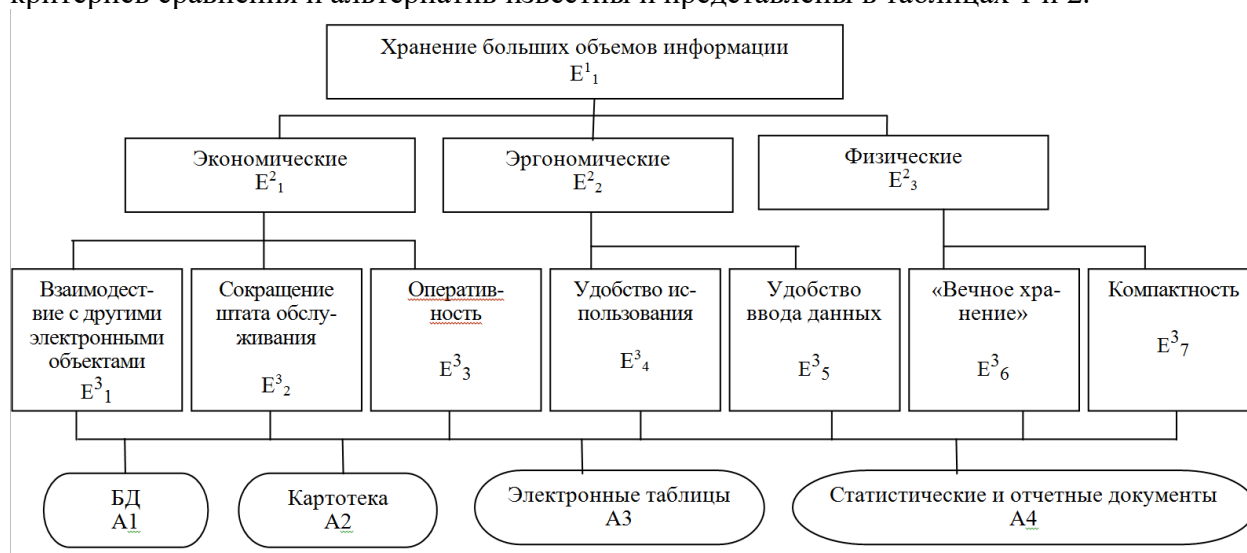 критериев сравнения и альтернатив известны и представлены в таблицах 1 и 2.
Хранение больших объемов информации
E¹₁
Экономические
E²₁
Эргономические
E²₂
Физические
E²₃
Взаимодест-
вие с другими
электронными
объектами
E³₁
Сокращение
штата обслу-
живания
E³₂
Оператив-
ность
E³₃
Удобство ис-
пользования
E³₄
Удобство
ввода данных
E³₅
«Вечное хра-
нение»
E³₆
Компактность
E³₇
БД
А1
Картотека
А2
Электронные таблицы
А3
Статистические и отчетные документы
А4